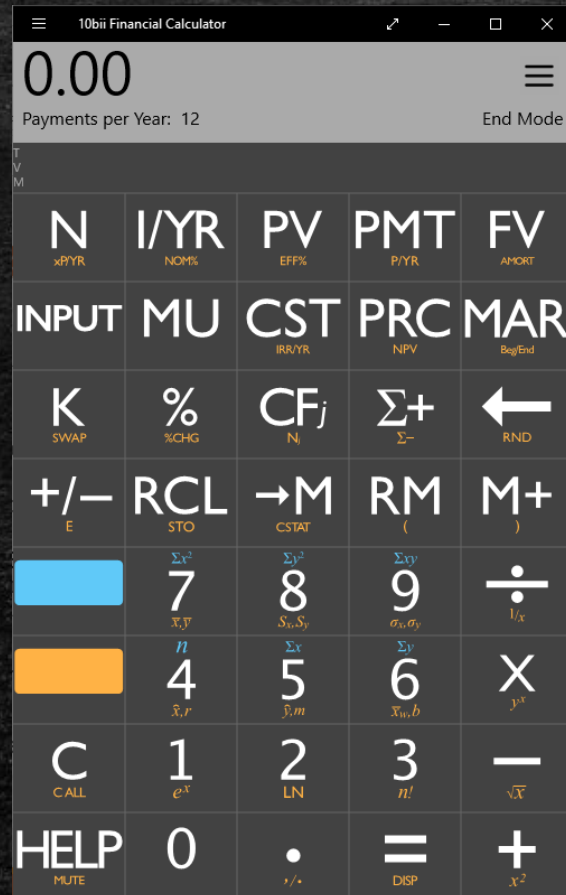 10bii Financial Calculator
0.00
Payments per Year: 12 End Mode
T
V
M
N I/YR PV PMT FV
xP/YR NOM% EFF% P/YR AMORT
INPUT MU CST PRC MAR
IRR/YR NPV Beg/End
K % CFj Σ+ ←
SWAP %CHG Nj Σ− RND
+/− RCL →M RM M+
E STO CSTAT ( )
Σx² Σy² Σxy
7 8 9 ÷
x̅,y̅ Sx,Sy σx,σy 1/x
n Σx Σy
4 5 6 X
x̂,r ŷ,m x̅w,b yˣ
C 1 2 3 −
C ALL eˣ LN n! √x̅
HELP 0 . = +
MUTE ,/. DISP x²